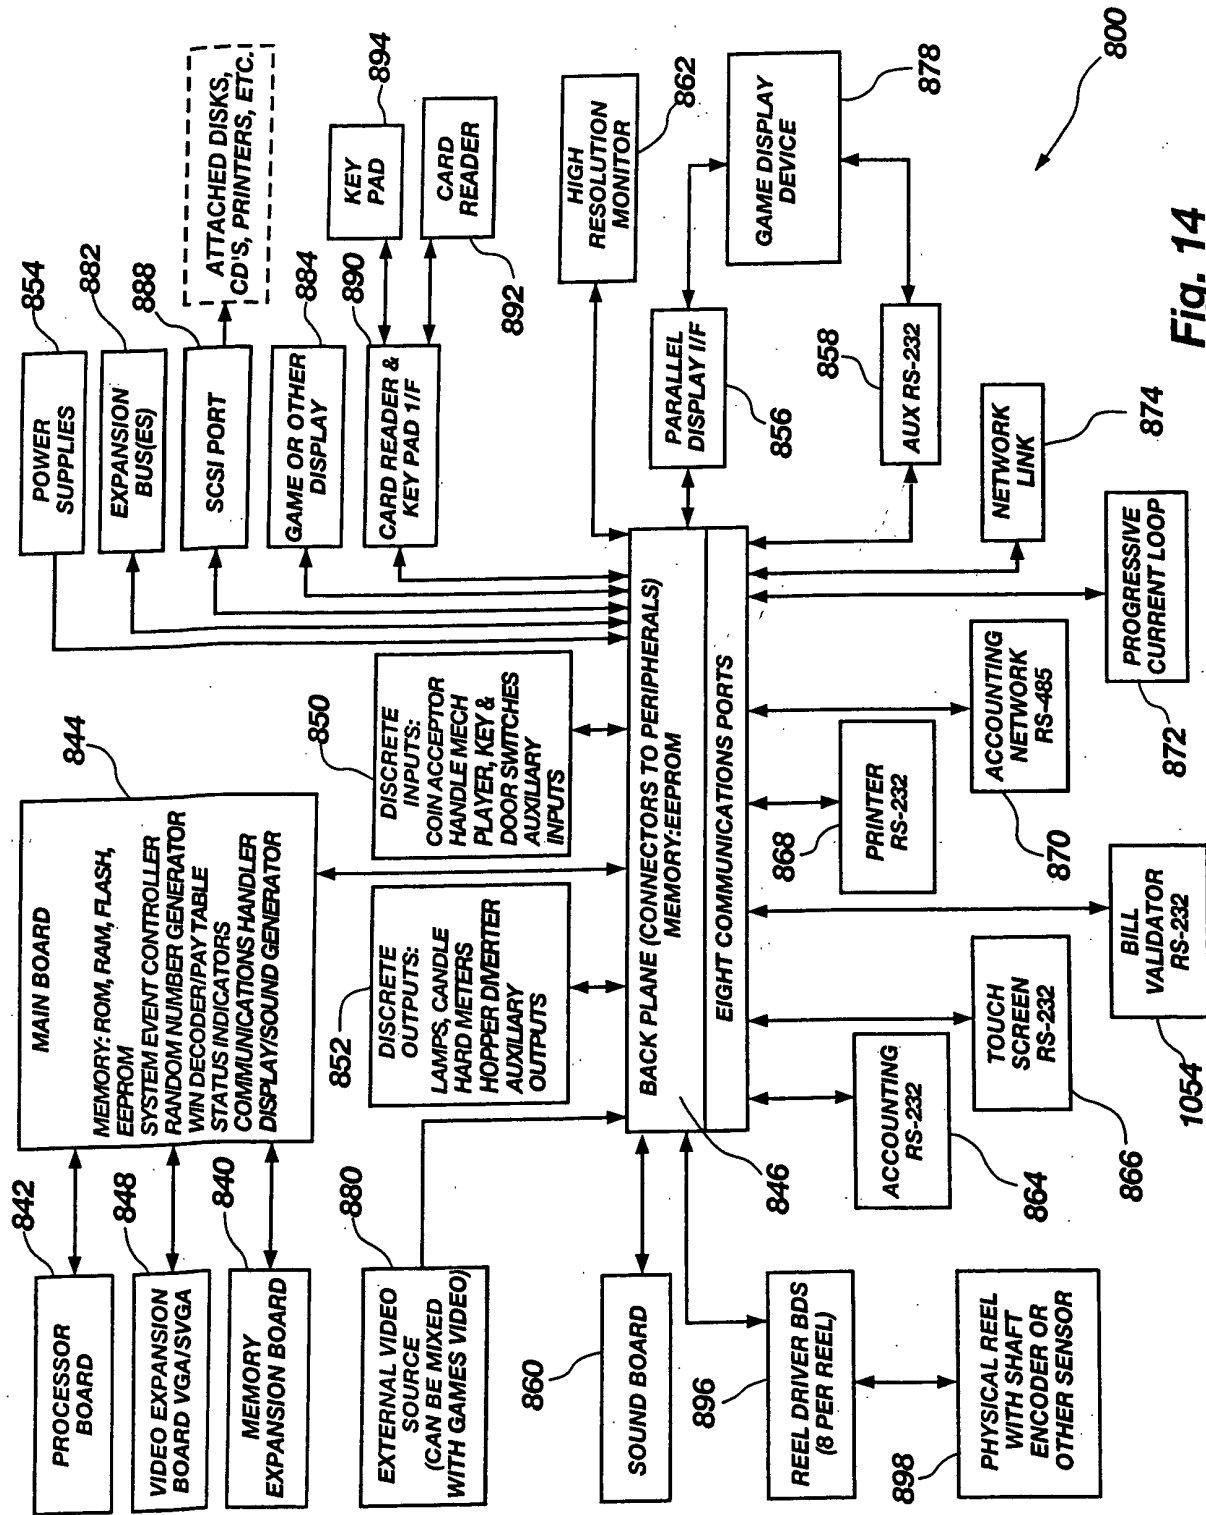 842
PROCESSOR
BOARD
848
VIDEO EXPANSION
BOARD VGA/SVGA
840
MEMORY
EXPANSION BOARD
844
MAIN BOARD
MEMORY: ROM, RAM, FLASH,
EEPROM
SYSTEM EVENT CONTROLLER
RANDOM NUMBER GENERATOR
WIN DECODER/PAY TABLE
STATUS INDICATORS
COMMUNICATIONS HANDLER
DISPLAY/SOUND GENERATOR
854
POWER
SUPPLIES
882
EXPANSION
BUS(ES)
888
SCSI PORT
ATTACHED DISKS,
CD'S, PRINTERS, ETC.
884
GAME OR OTHER
DISPLAY
890
CARD READER &
KEY PAD 1/F
894
KEY
PAD
CARD
READER
892
880
EXTERNAL VIDEO
SOURCE
(CAN BE MIXED
WITH GAMES VIDEO)
852
DISCRETE
OUTPUTS:
LAMPS, CANDLE
HARD METERS
HOPPER DIVERTER
AUXILIARY
OUTPUTS
850
DISCRETE
INPUTS:
COIN ACCEPTOR
HANDLE MECH
PLAYER, KEY &
DOOR SWITCHES
AUXILIARY
INPUTS
860
SOUND BOARD
BACK PLANE (CONNECTORS TO PERIPHERALS)
MEMORY:EEPROM
EIGHT COMMUNICATIONS PORTS
846
HIGH
RESOLUTION
MONITOR
862
PARALLEL
DISPLAY I/F
856
GAME DISPLAY
DEVICE
878
858
AUX RS-232
896
REEL DRIVER BDS
(8 PER REEL)
898
PHYSICAL REEL
WITH SHAFT
ENCODER OR
OTHER SENSOR
ACCOUNTING
RS-232
864
TOUCH
SCREEN
RS-232
866
BILL
VALIDATOR
RS-232
1054
868
PRINTER
RS-232
ACCOUNTING
NETWORK
RS-485
870
PROGRESSIVE
CURRENT LOOP
872
NETWORK
LINK
874
800
Fig. 14